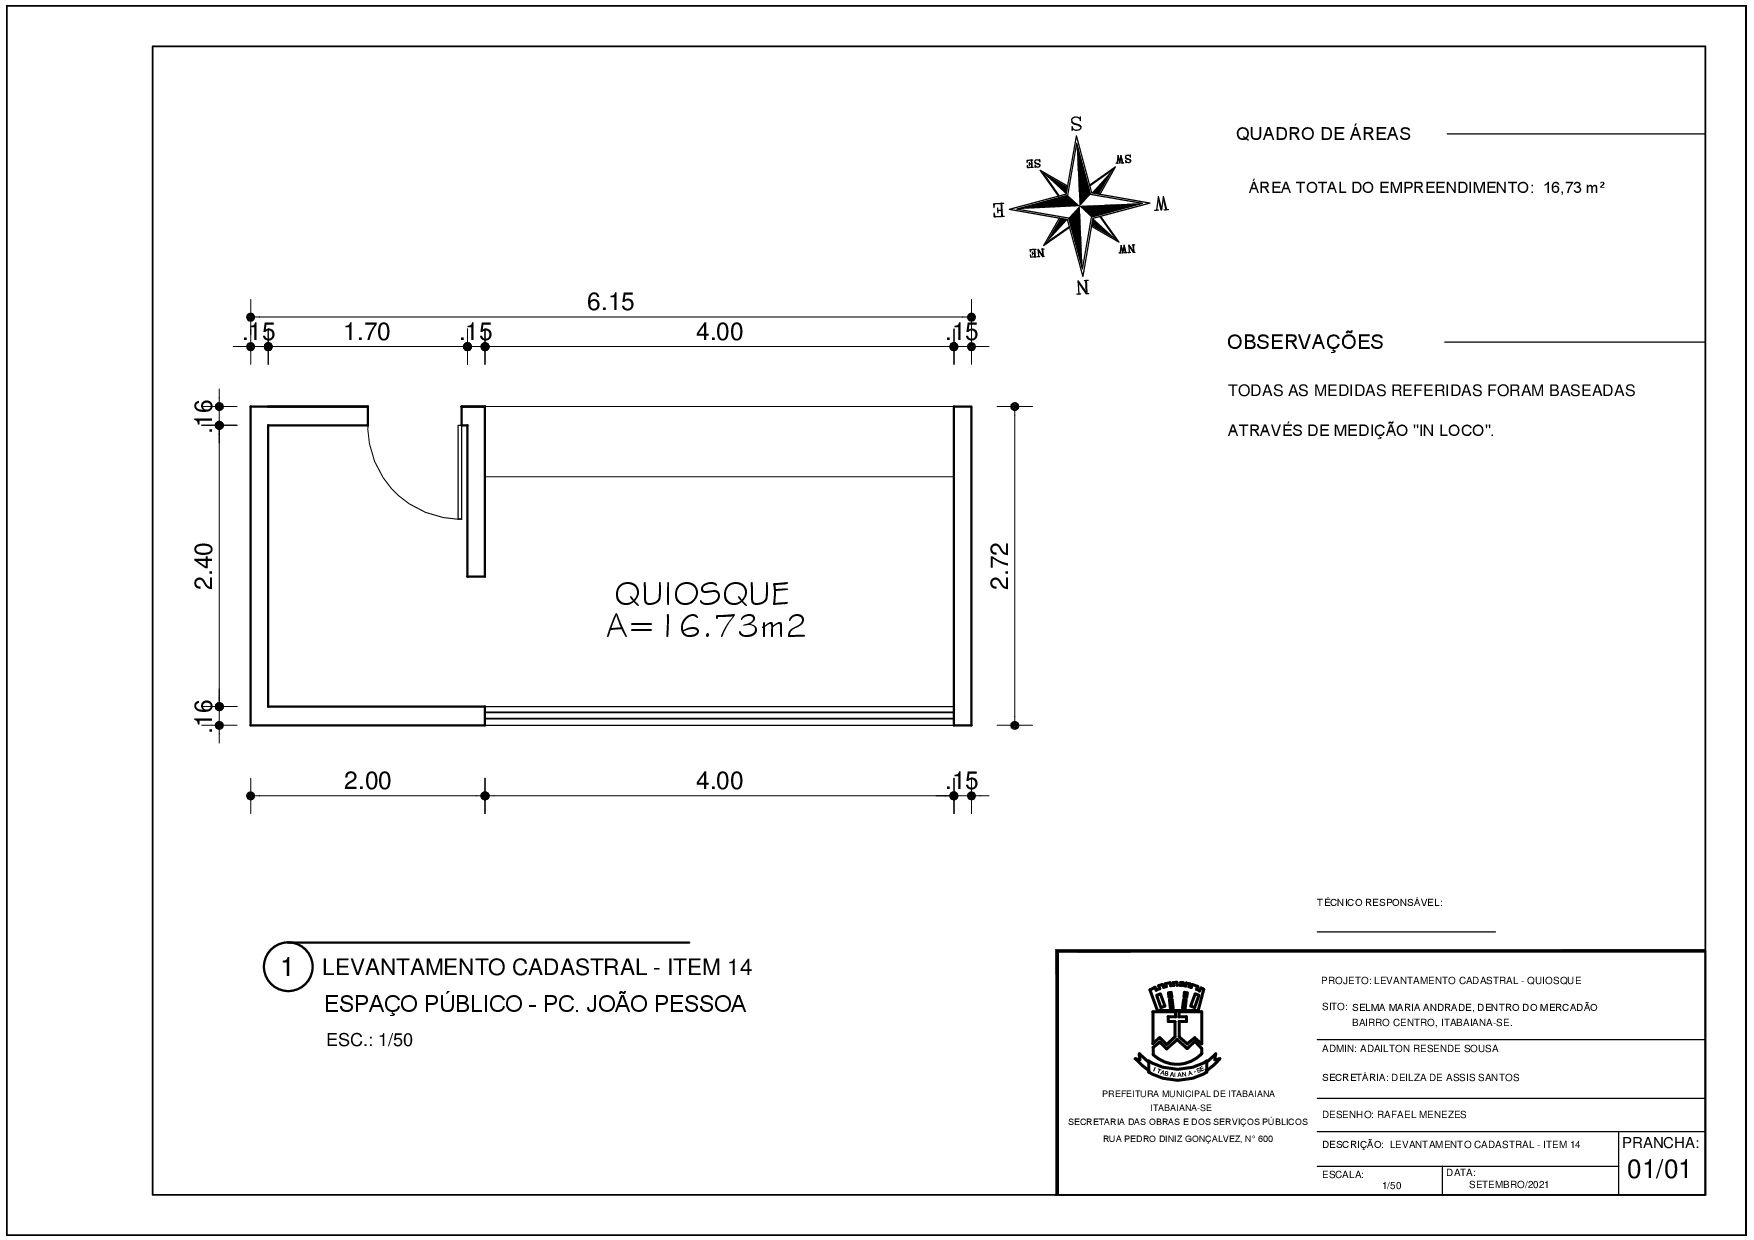 S
SE
SW
E
W
NE
NW
N
QUADRO DE ÁREAS
ÁREA TOTAL DO EMPREENDIMENTO: 16,73 m²
OBSERVAÇÕES
TODAS AS MEDIDAS REFERIDAS FORAM BASEADAS
ATRAVÉS DE MEDIÇÃO "IN LOCO".
6.15
.15 1.70 .15 4.00 .15
.16
2.40
.16
2.72
QUIOSQUE
A=16.73m2
2.00 4.00 .15
1 LEVANTAMENTO CADASTRAL - ITEM 14
ESPAÇO PÚBLICO - PC. JOÃO PESSOA
ESC.: 1/50
TÉCNICO RESPONSÁVEL:
ITABAIANA-SE
PREFEITURA MUNICIPAL DE ITABAIANA
ITABAIANA-SE
SECRETARIA DAS OBRAS E DOS SERVIÇOS PÚBLICOS
RUA PEDRO DINIZ GONÇALVEZ, N° 600
PROJETO: LEVANTAMENTO CADASTRAL - QUIOSQUE
SITO: SELMA MARIA ANDRADE, DENTRO DO MERCADÃO
BAIRRO CENTRO, ITABAIANA-SE.
ADMIN: ADAILTON RESENDE SOUSA
SECRETÁRIA: DEILZA DE ASSIS SANTOS
DESENHO: RAFAEL MENEZES
DESCRIÇÃO: LEVANTAMENTO CADASTRAL - ITEM 14
ESCALA:
1/50
DATA:
SETEMBRO/2021
PRANCHA:
01/01